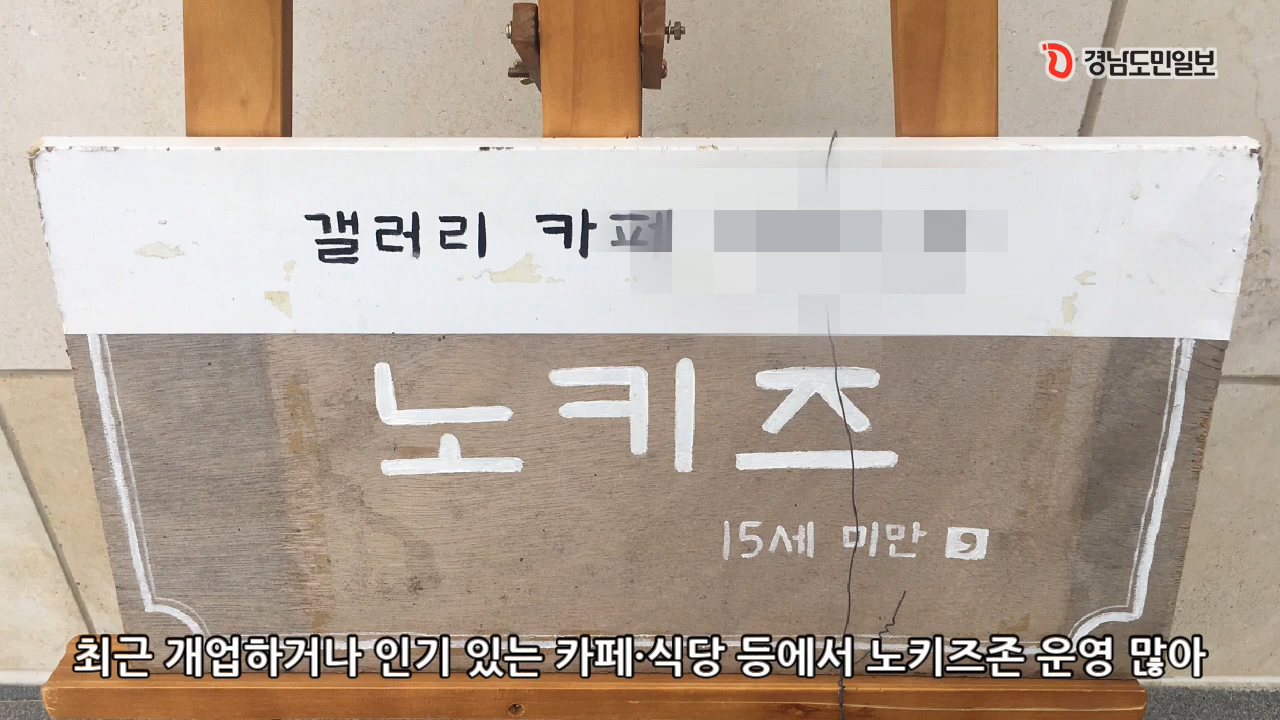 경남도민일보
갤러리 카페
노키즈
15세 미만
최근 개업하거나 인기 있는 카페·식당 등에서 노키즈존 운영 많아